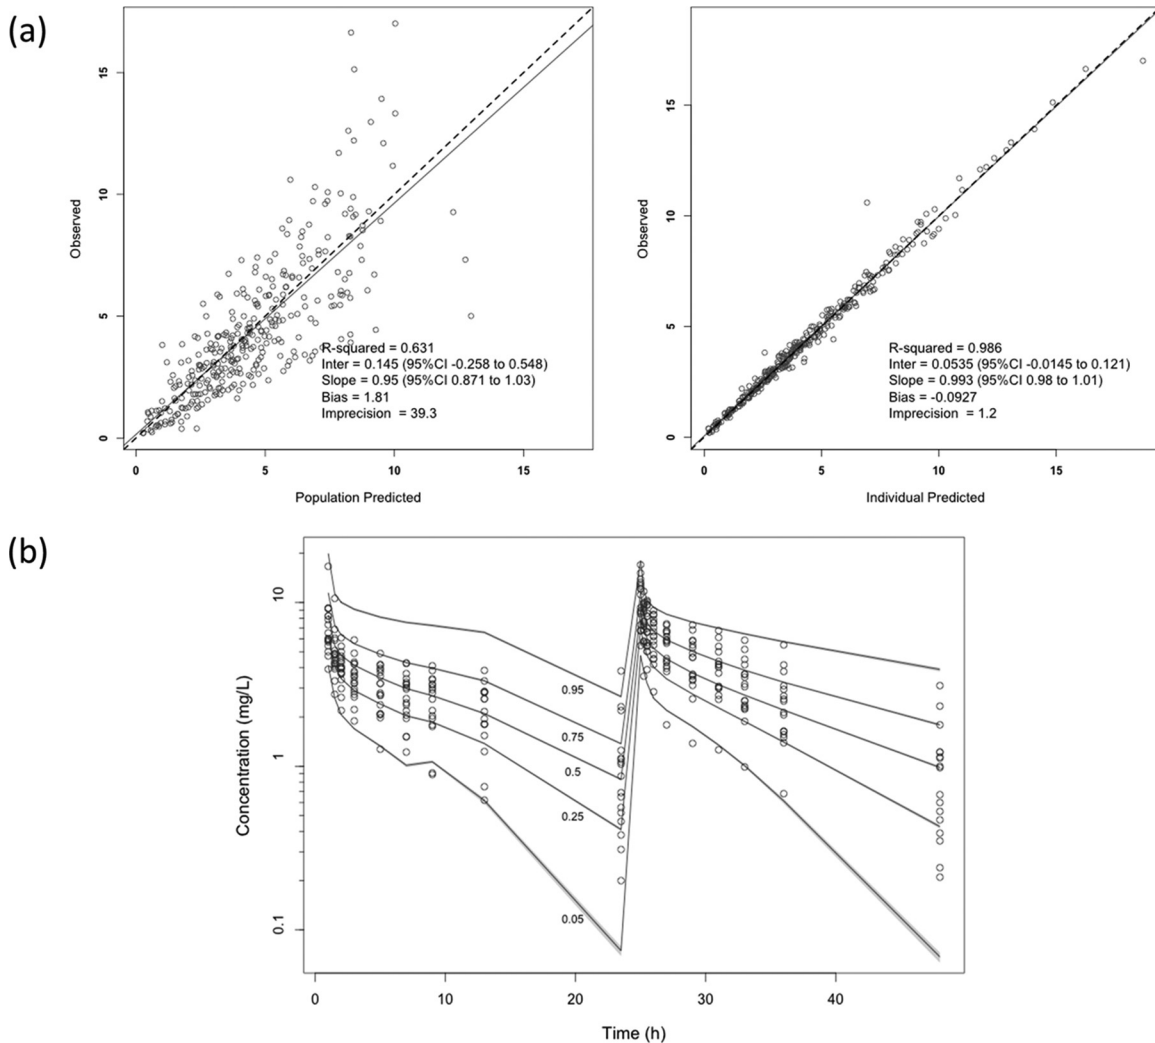 (a)
15
10
5
0
Observed
R-squared = 0.631
Inter = 0.145 (95%CI -0.258 to 0.548)
Slope = 0.95 (95%CI 0.871 to 1.03)
Bias = 1.81
Imprecision = 39.3
0 5 10 15
Population Predicted
15
10
5
0
Observed
R-squared = 0.986
Inter = 0.0535 (95%CI -0.0145 to 0.121)
Slope = 0.993 (95%CI 0.98 to 1.01)
Bias = -0.0927
Imprecision = 1.2
0 5 10 15
Individual Predicted
(b)
10
1
0.1
Concentration (mg/L)
0.95
0.75
0.5
0.25
0.05
0 10 20 30 40
Time (h)